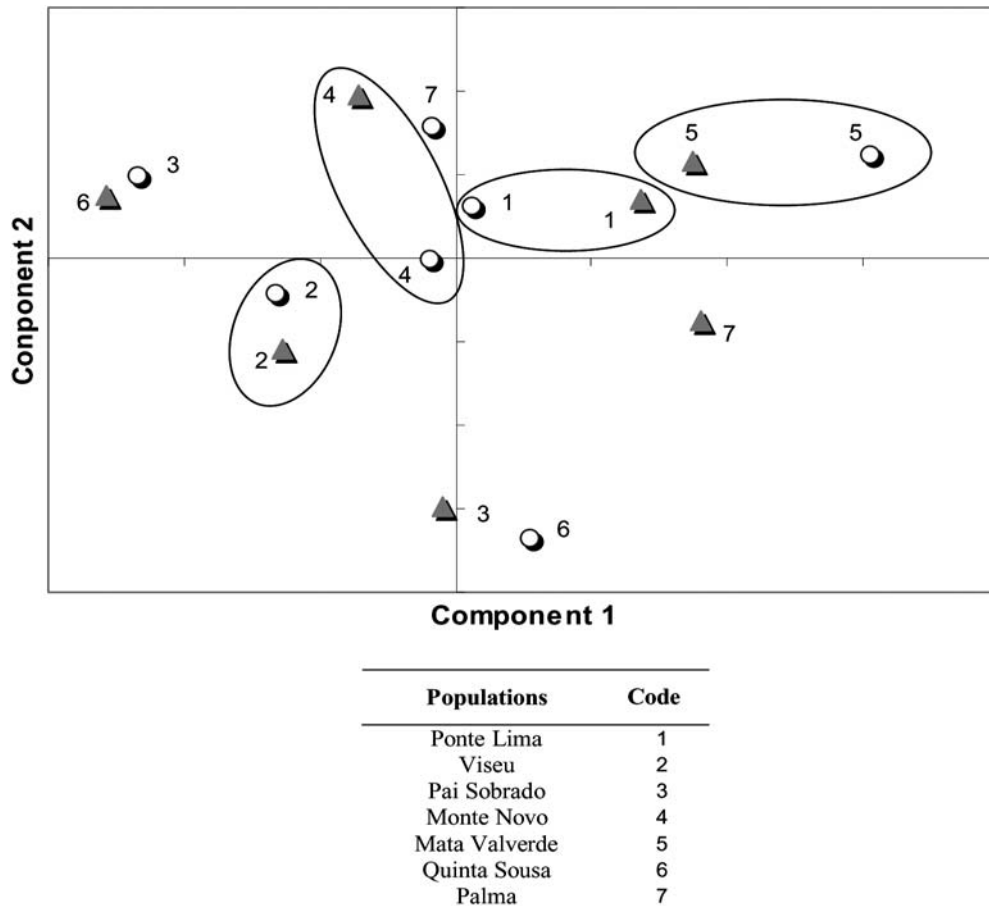 4
7
5
5
3
6
1
1
4
2
2
7
3
6
Conponent 2
Component 1
Populations Code
Ponte Lima 1
Viseu 2
Pai Sobrado 3
Monte Novo 4
Mata Valverde 5
Quinta Sousa 6
Palma 7